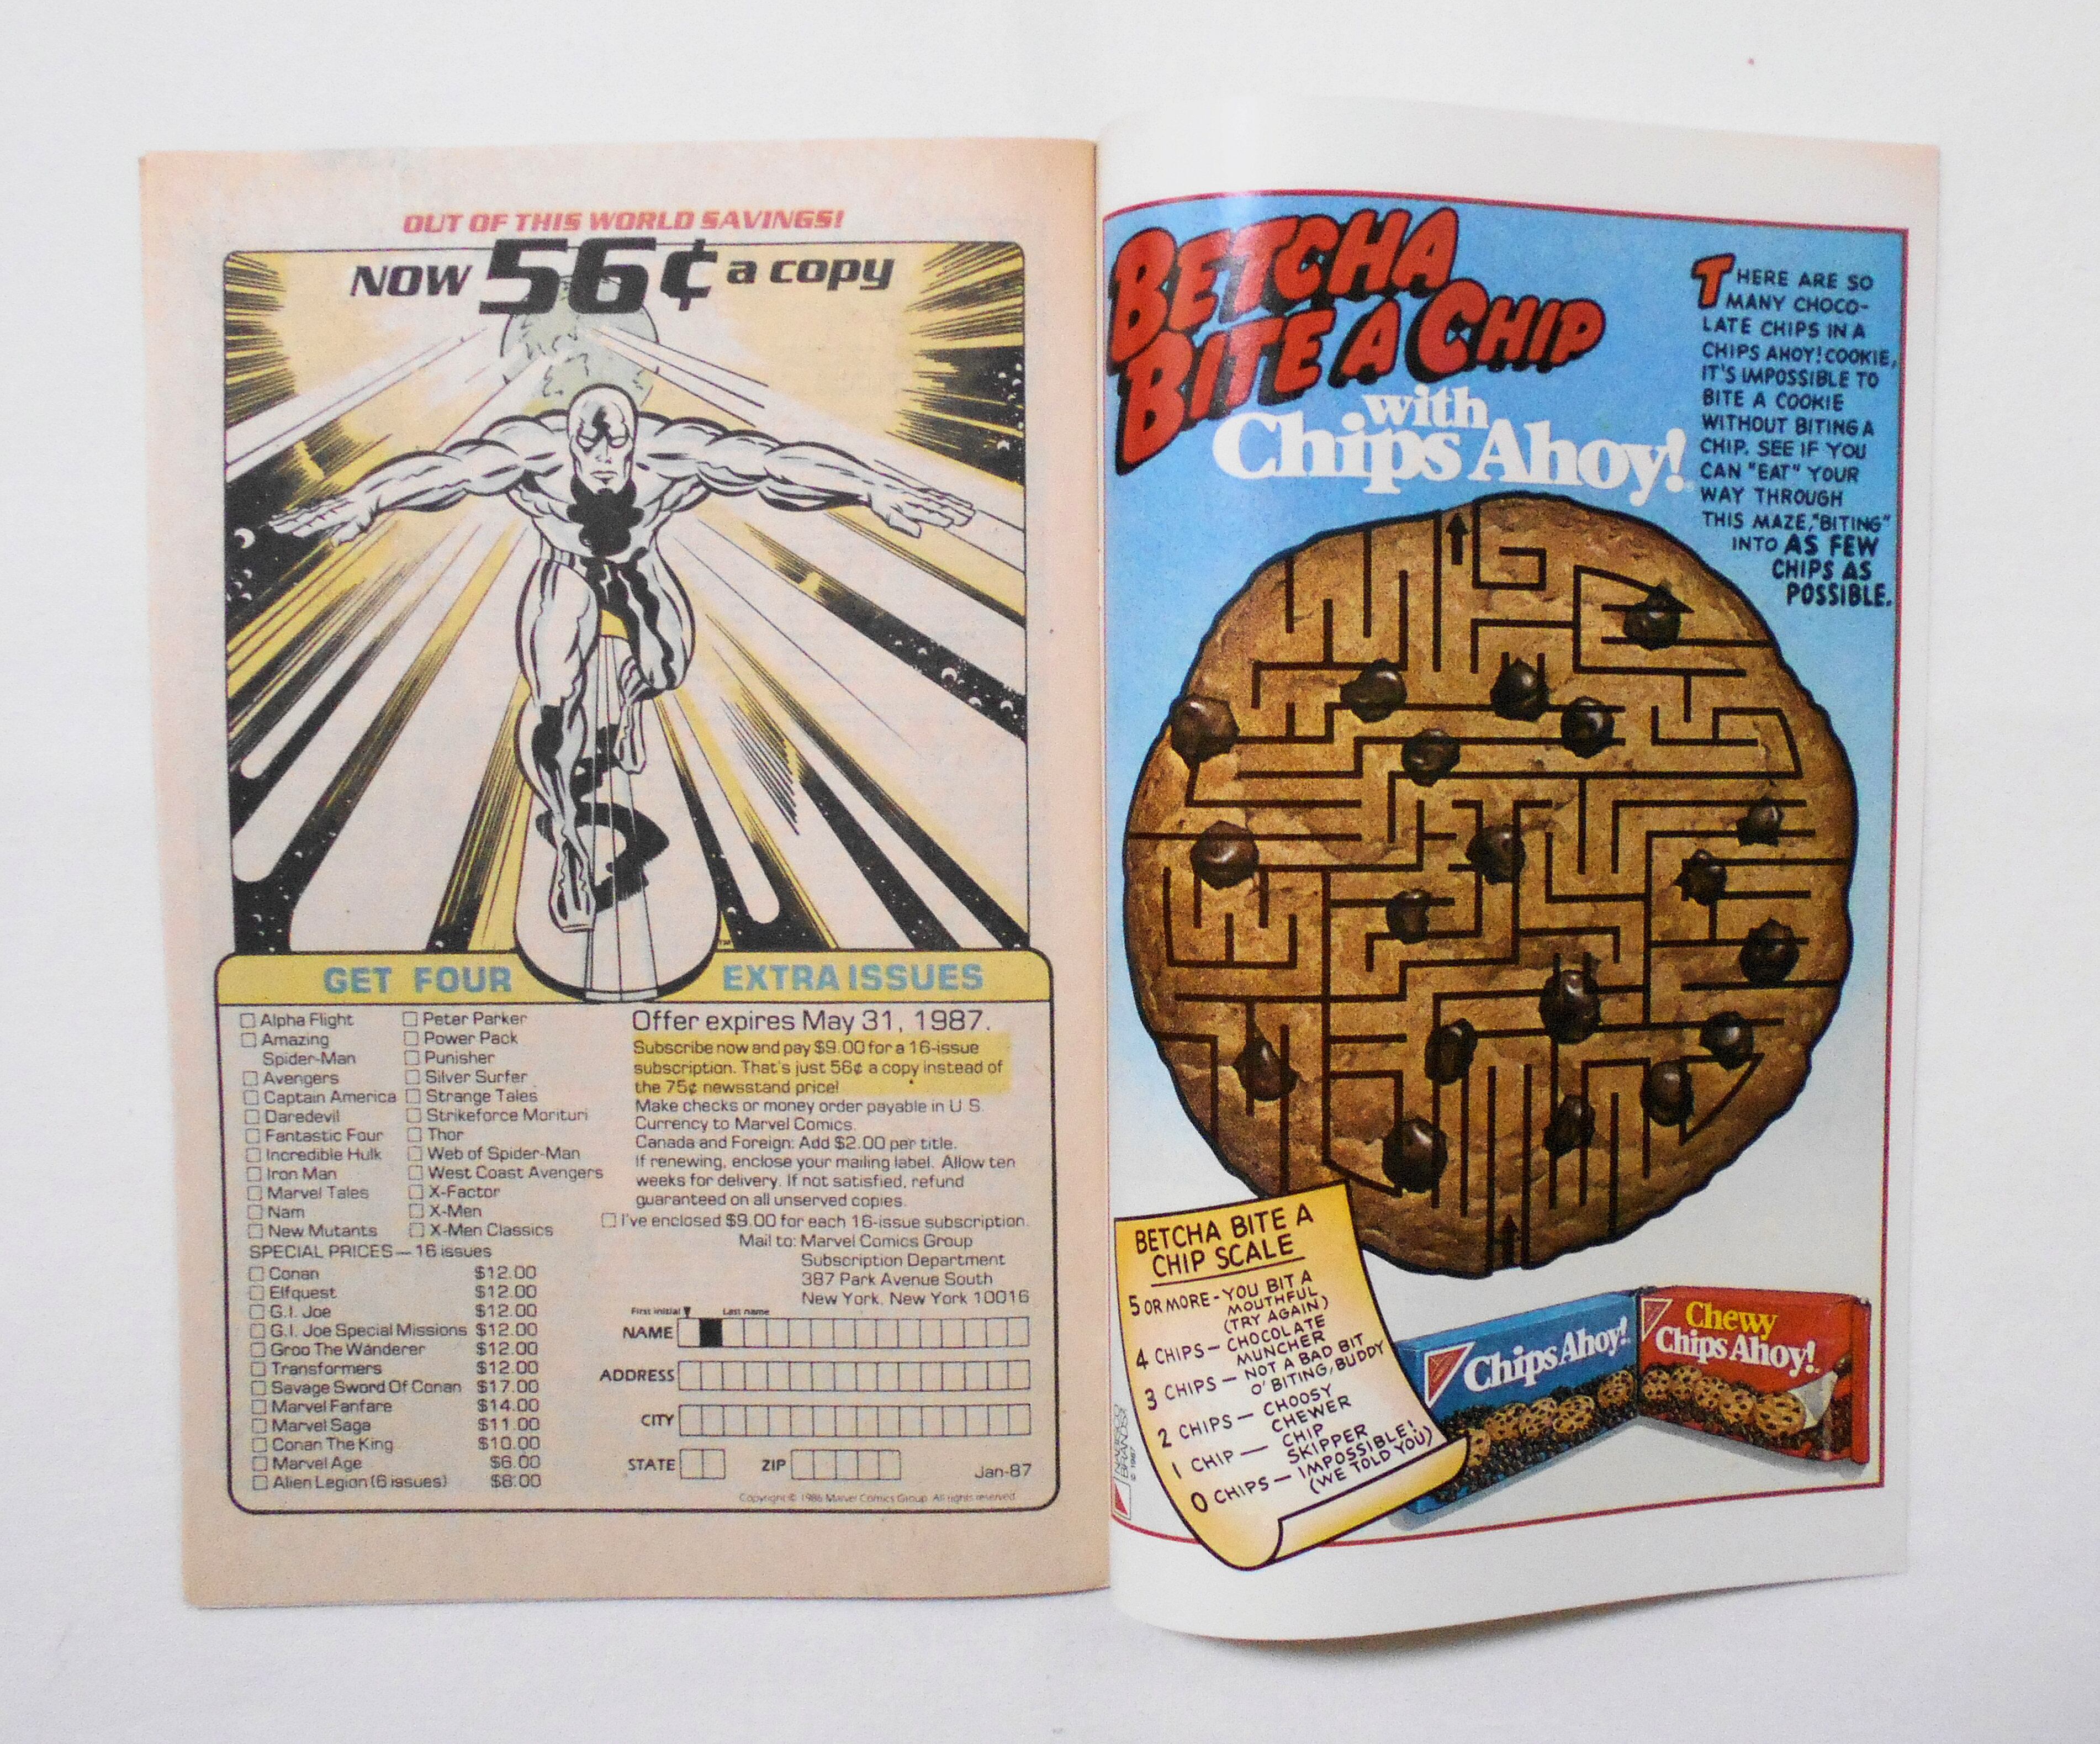 OUT OF THIS WORLD SAVINGS!
NOW 56¢ a copy
GET FOUR EXTRA ISSUES
Alpha Flight
Amazing
Spider-Man
Avengers
Captain America
Daredevil
Fantastic Four
Incredible Hulk
Iron Man
Marvel Tales
Nam
New Mutants
Peter Parker
Power Pack
Punisher
Silver Surfer
Strange Tales
Strikeforce Morituri
Thor
Web of Spider-Man
West Coast Avengers
X-Factor
X-Men
X-Men Classics
SPECIAL PRICES — 16 issues
Conan $12.00
Elfquest $12.00
G.I. Joe $12.00
G.I. Joe Special Missions $12.00
Groo The Wanderer $12.00
Transformers $12.00
Savage Sword Of Conan $17.00
Marvel Fanfare $14.00
Marvel Saga $11.00
Conan The King $10.00
Marvel Age $6.00
Alien Legion (6 issues) $8.00
Offer expires May 31, 1987.
Subscribe now and pay $9.00 for a 16-issue
subscription. That's just 56¢ a copy instead of
the 75¢ newsstand price!
Make checks or money order payable in U.S.
Currency to Marvel Comics.
Canada and Foreign: Add $2.00 per title.
If renewing, enclose your mailing label. Allow ten
weeks for delivery. If not satisfied, refund
guaranteed on all unserved copies.
I've enclosed $9.00 for each 16-issue subscription.
Mail to: Marvel Comics Group
Subscription Department
387 Park Avenue South
New York, New York 10016
First initial Last name
NAME
ADDRESS
CITY
STATE ZIP
Jan-87
Copyright © 1986 Marvel Comics Group. All rights reserved.
BETCHA
BITE A CHIP
with
Chips Ahoy!
THERE ARE SO
MANY CHOCO-
LATE CHIPS IN A
CHIPS AHOY! COOKIE,
IT'S IMPOSSIBLE TO
BITE A COOKIE
WITHOUT BITING A
CHIP. SEE IF YOU
CAN "EAT" YOUR
WAY THROUGH
THIS MAZE, "BITING"
INTO AS FEW
CHIPS AS
POSSIBLE.
BETCHA BITE A
CHIP SCALE
5 OR MORE - YOU BIT A
MOUTHFUL
(TRY AGAIN)
4 CHIPS — CHOCOLATE
MUNCHER
3 CHIPS — NOT A BAD BIT
O' BITING, BUDDY
2 CHIPS — CHOOSY
CHEWER
1 CHIP — CHIP
SKIPPER
0 CHIPS — IMPOSSIBLE!
(WE TOLD YOU)
NABISCO
BRANDS
© 1987
Chips Ahoy!
Chewy
Chips Ahoy!